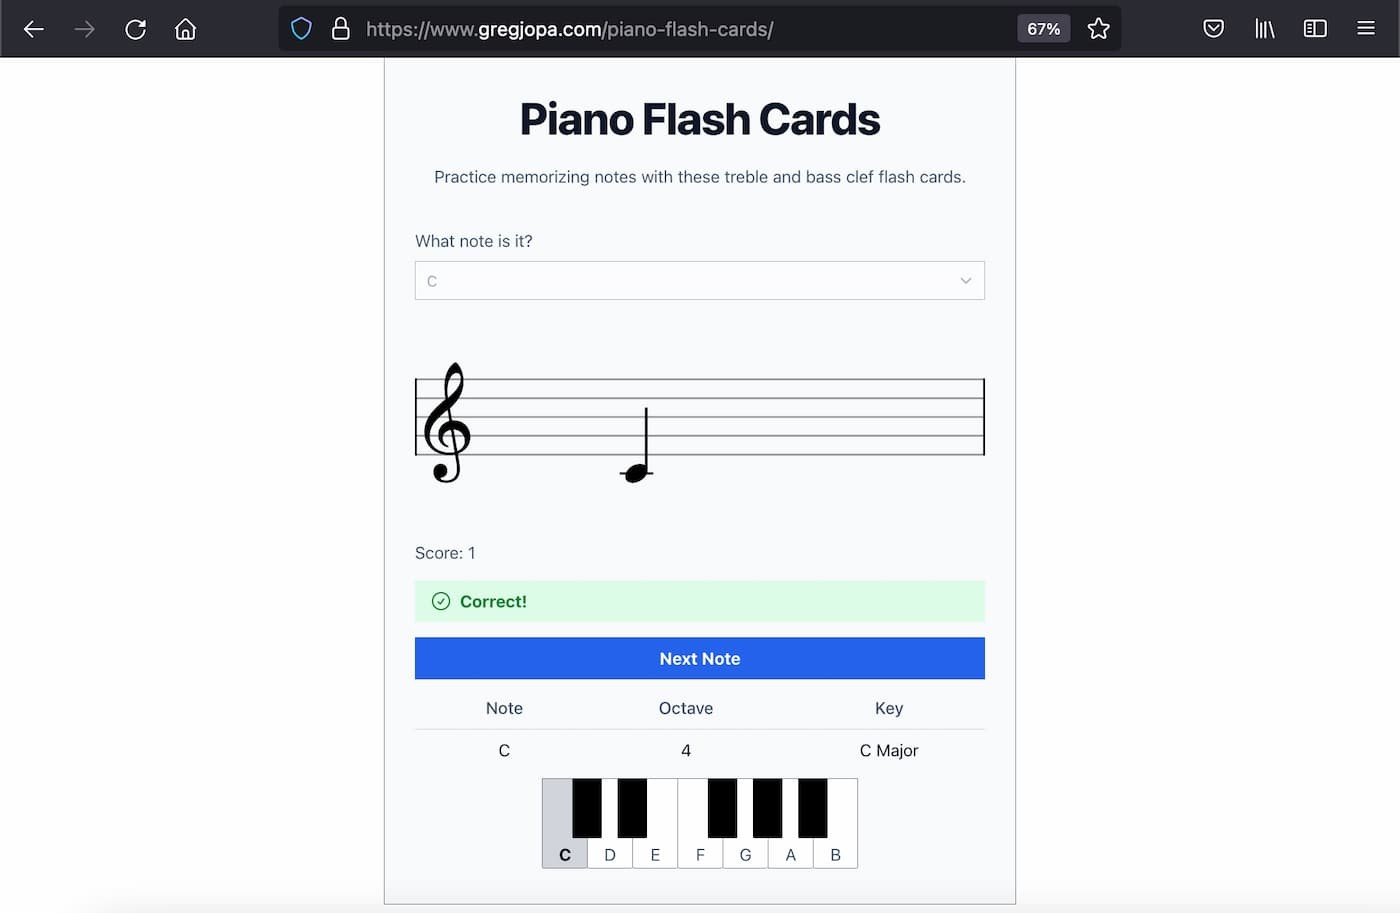 https://www.gregjopa.com/piano-flash-cards/ 67%
Piano Flash Cards
Practice memorizing notes with these treble and bass clef flash cards.
What note is it?
C
Score: 1
Correct!
Next Note
Note Octave Key
C 4 C Major
C D E F G A B